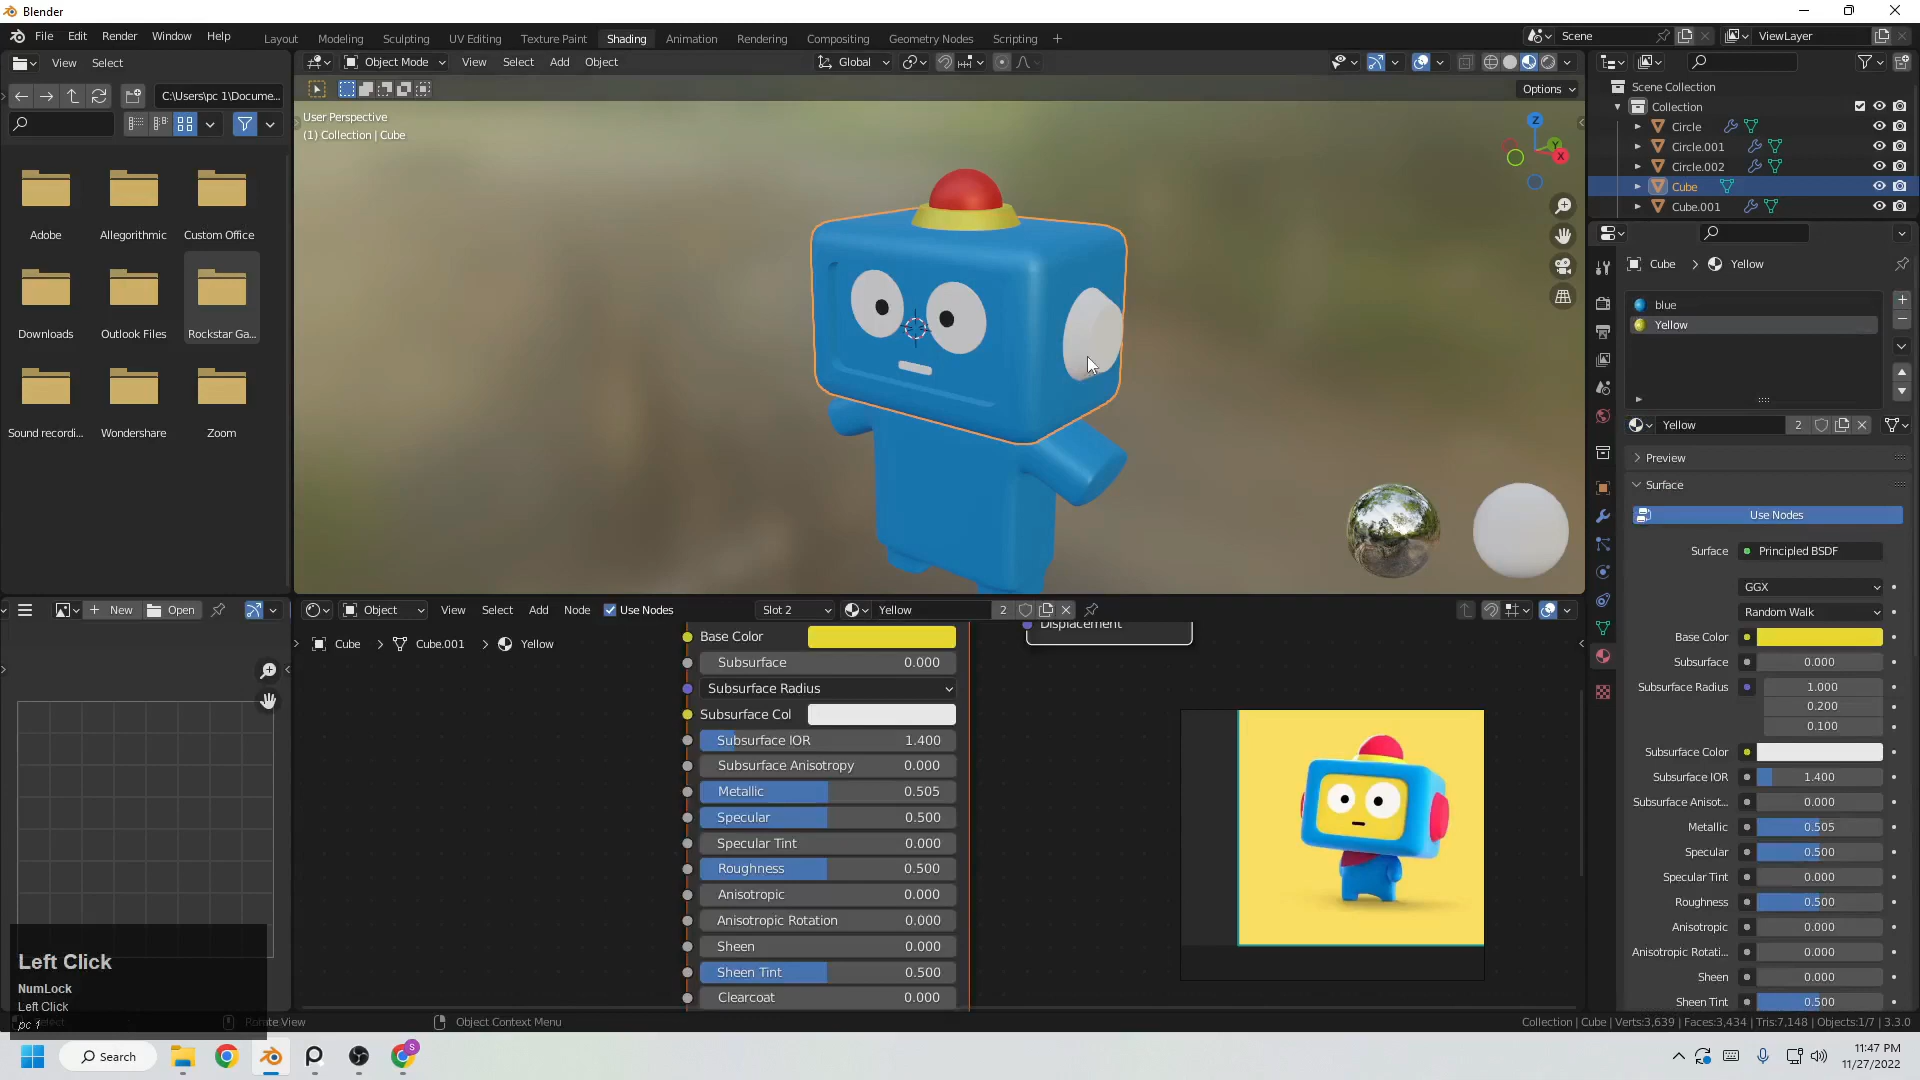 Blender
File Edit Render Window Help
Layout Modeling Sculpting UV Editing Texture Paint Shading Animation Rendering Compositing Geometry Nodes Scripting +
Scene
ViewLayer
View Select
Object Mode View Select Add Object
Global
C:\Users\pc 1\Docume...
Options
User Perspective
(1) Collection | Cube
Z
Y
X
Scene Collection
Collection
Circle
Circle.001
Circle.002
Cube
Cube.001
Adobe
Allegorithmic
Custom Office
Downloads
Outlook Files
Rockstar Ga...
Sound recordi...
Wondershare
Zoom
Cube > Yellow
blue
Yellow
Yellow 2
Preview
Surface
Use Nodes
Surface Principled BSDF
GGX
Random Walk
Base Color
Subsurface 0.000
Subsurface Radius 1.000
0.200
0.100
Subsurface Color
Subsurface IOR 1.400
Subsurface Anisot... 0.000
Metallic 0.505
Specular 0.500
Specular Tint 0.000
Roughness 0.500
Anisotropic 0.000
Anisotropic Rotati... 0.000
Sheen 0.000
Sheen Tint 0.500
New Open
Object View Select Add Node Use Nodes Slot 2 Yellow 2
Cube > Cube.001 > Yellow
Displacement
Base Color
Subsurface 0.000
Subsurface Radius
Subsurface Col
Subsurface IOR 1.400
Subsurface Anisotropy 0.000
Metallic 0.505
Specular 0.500
Specular Tint 0.000
Roughness 0.500
Anisotropic 0.000
Anisotropic Rotation 0.000
Sheen 0.000
Sheen Tint 0.500
Clearcoat 0.000
Left Click
NumLock
Left Click
pc 1
Rotate View
Object Context Menu
Collection | Cube | Verts:3,639 | Faces:3,434 | Tris:7,148 | Objects:1/7 | 3.3.0
Search
S
11:47 PM
11/27/2022